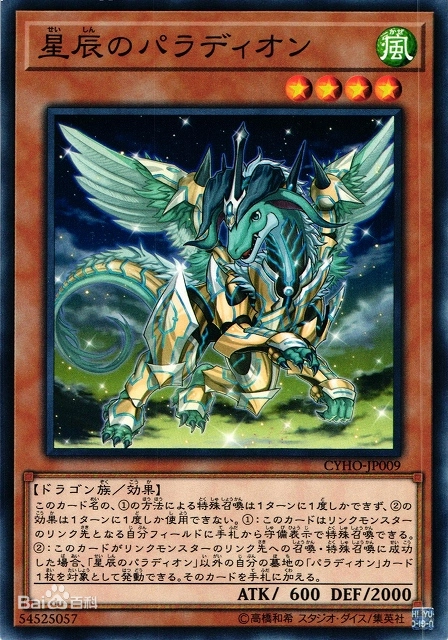 星辰のパラディオン
風
CYHO-JP009
【ドラゴン族／効果】
このカード名の、①の方法による特殊召喚は1ターンに1度しかできず、②の
効果は1ターンに1度しか使用できない。①：このカードはリンクモンスター
のリンク先となる自分フィールドに手札から守備表示で特殊召喚できる。
②：このカードがリンクモンスターのリンク先への召喚・特殊召喚に成功
した場合、「星辰のパラディオン」以外の自分の墓地の「パラディオン」カード
1枚を対象として発動できる。そのカードを手札に加える。
ATK/ 600 DEF/2000
54525057
Bai百科
©高橋和希 スタジオ・ダイス/集英社